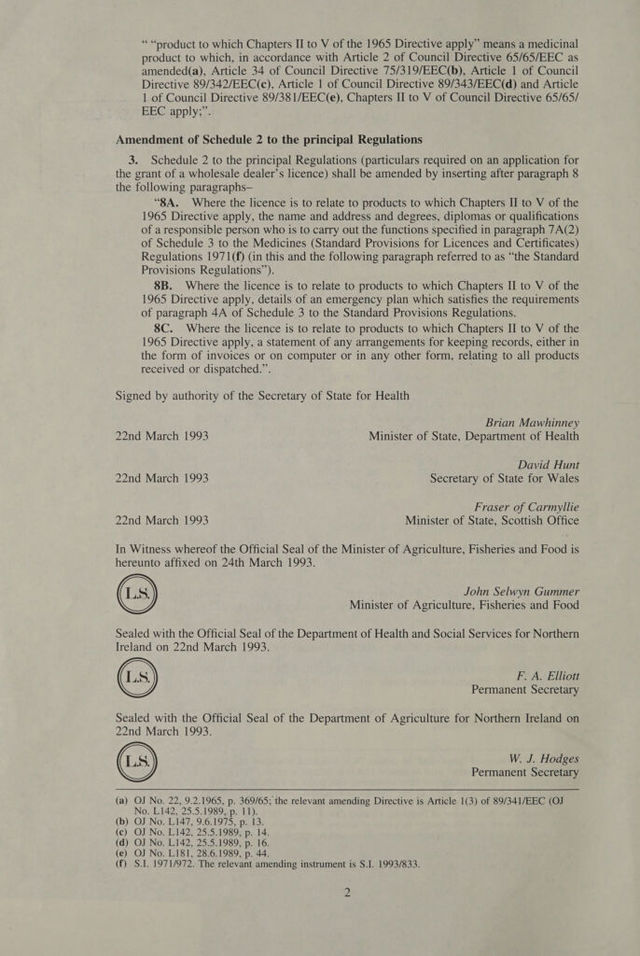 “ “product to which Chapters II to V of the 1965 Directive apply” means a medicinal
product to which, in accordance with Article 2 of Council Directive 65/65/EEC as
amended(a), Article 34 of Council Directive 75/319/EEC(b), Article 1 of Council
Directive 89/342/EEC(c), Article 1 of Council Directive 89/343/EEC(d) and Article
1 of Council Directive 89/381/EEC(e), Chapters II to V of Council Directive 65/65/
EEC apply;”.
Amendment of Schedule 2 to the principal Regulations
3. Schedule 2 to the principal Regulations (particulars required on an application for
the grant of a wholesale dealer’s licence) shall be amended by inserting after paragraph 8
the following paragraphs–
“8A. Where the licence is to relate to products to which Chapters II to V of the
1965 Directive apply, the name and address and degrees, diplomas or qualifications
of a responsible person who is to carry out the functions specified in paragraph 7A(2)
of Schedule 3 to the Medicines (Standard Provisions for Licences and Certificates)
Regulations 1971(f) (in this and the following paragraph referred to as “the Standard
Provisions Regulations”).
8B. Where the licence is to relate to products to which Chapters II to V of the
1965 Directive apply, details of an emergency plan which satisfies the requirements
of paragraph 4A of Schedule 3 to the Standard Provisions Regulations.
8C. Where the licence is to relate to products to which Chapters II to V of the
1965 Directive apply, a statement of any arrangements for keeping records, either in
the form of invoices or on computer or in any other form, relating to all products
received or dispatched.”.
Signed by authority of the Secretary of State for Health
Brian Mawhinney
22nd March 1993 Minister of State, Department of Health
David Hunt
22nd March 1993 Secretary of State for Wales
Fraser of Carmyllie
22nd March 1993 Minister of State, Scottish Office
In Witness whereof the Official Seal of the Minister of Agriculture, Fisheries and Food is
hereunto affixed on 24th March 1993.
L.S. John Selwyn Gummer
Minister of Agriculture, Fisheries and Food
Sealed with the Official Seal of the Department of Health and Social Services for Northern
Ireland on 22nd March 1993.
L.S. F. A. Elliott
Permanent Secretary
Sealed with the Official Seal of the Department of Agriculture for Northern Ireland on
22nd March 1993.
L.S. W. J. Hodges
Permanent Secretary
(a) OJ No. 22, 9.2.1965, p. 369/65; the relevant amending Directive is Article 1(3) of 89/341/EEC (OJ
No. L142, 25.5.1989, p. 11).
(b) OJ No. L147, 9.6.1975, p. 13.
(c) OJ No. L142, 25.5.1989, p. 14.
(d) OJ No. L142, 25.5.1989, p. 16.
(e) OJ No. L181, 28.6.1989, p. 44.
(f) S.I. 1971/972. The relevant amending instrument is S.I. 1993/833.
2